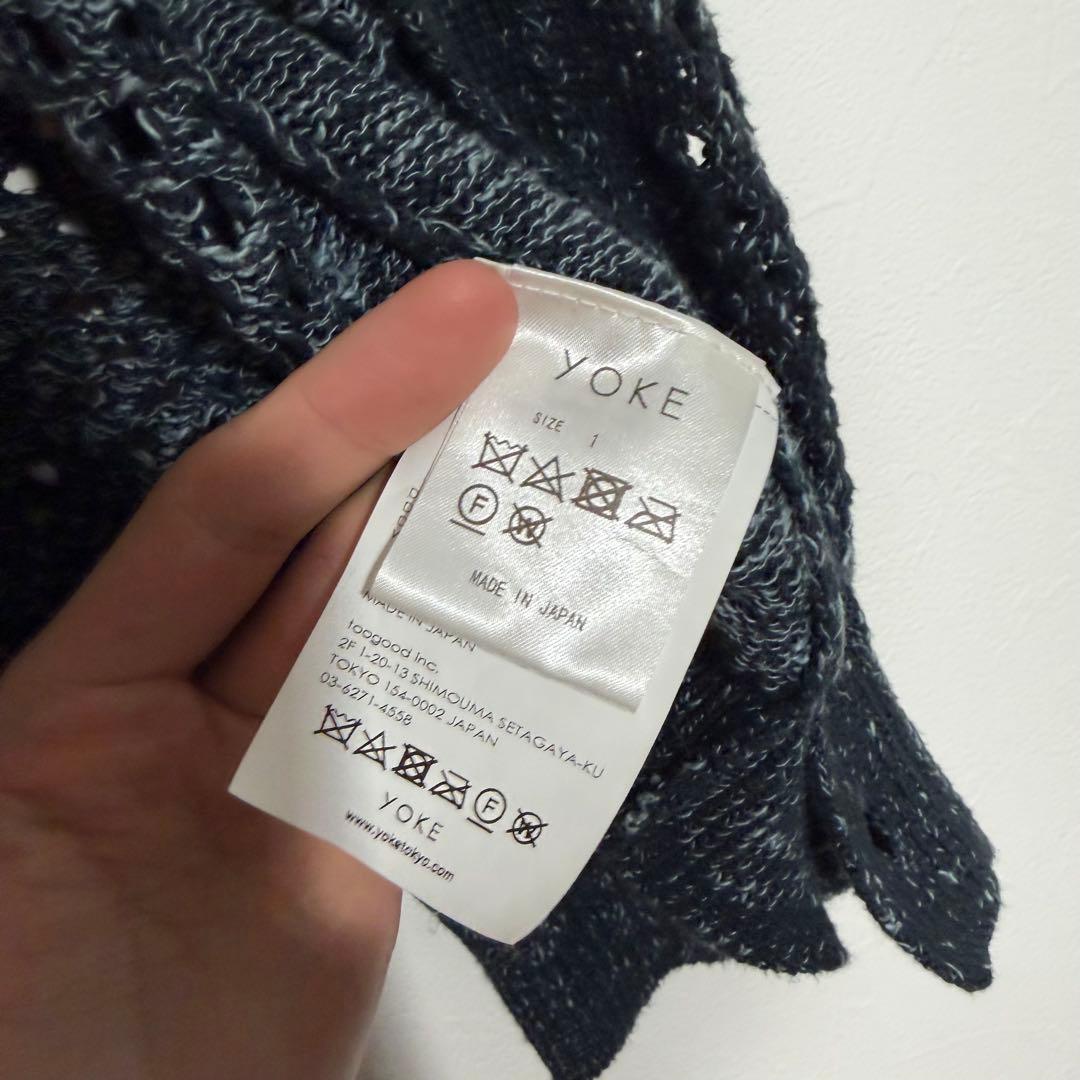 YOKE
SIZE 1
F W
MADE IN JAPAN
MADE IN JAPAN
foogood inc.
2F 1-20-13 SHIMOUMA SETAGAYA-KU
TOKYO 154-0002 JAPAN
03-6271-4558
F W
YOKE
www.yoketokyo.com